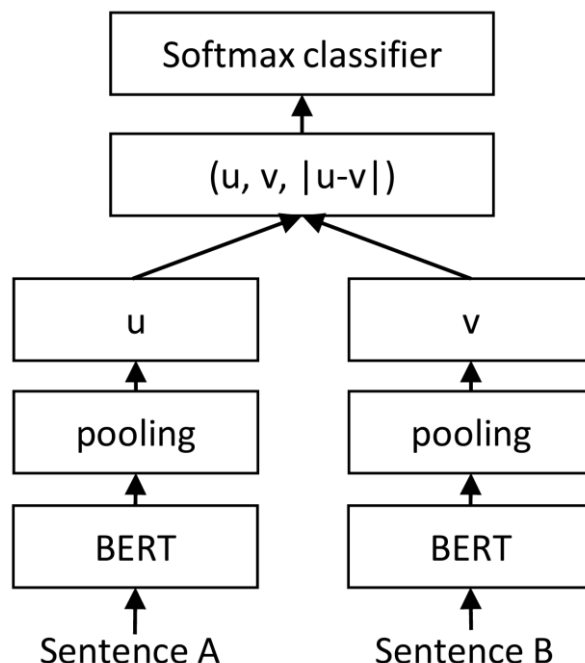 Softmax classifier
(u, v, |u-v|)
u
v
pooling
pooling
BERT
BERT
Sentence A
Sentence B